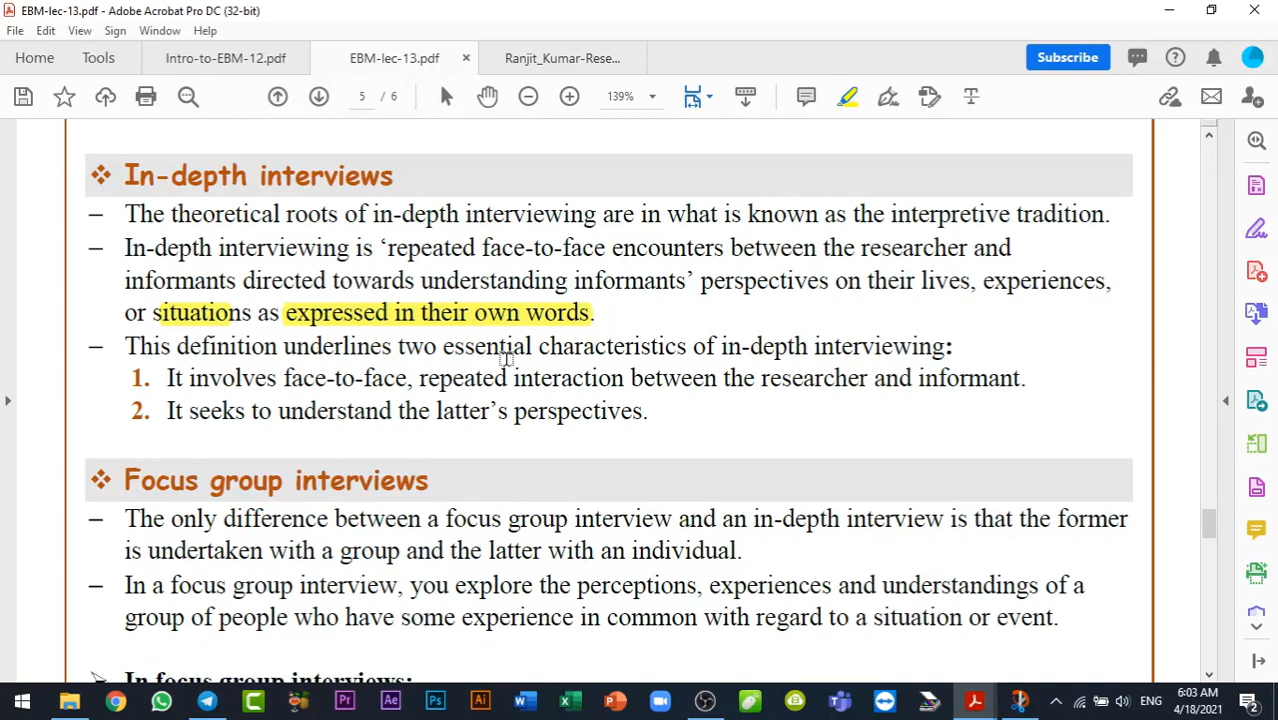 EBM-lec-13.pdf - Adobe Acrobat Pro DC (32-bit)
File Edit View Sign Window Help
Home Tools Intro-to-EBM-12.pdf EBM-lec-13.pdf Ranjit_Kumar-Rese... Subscribe
5 / 6 139%
In-depth interviews
– The theoretical roots of in-depth interviewing are in what is known as the interpretive tradition.
– In-depth interviewing is ‘repeated face-to-face encounters between the researcher and
informants directed towards understanding informants’ perspectives on their lives, experiences,
or situations as expressed in their own words.
– This definition underlines two essential characteristics of in-depth interviewing:
1. It involves face-to-face, repeated interaction between the researcher and informant.
2. It seeks to understand the latter’s perspectives.
Focus group interviews
– The only difference between a focus group interview and an in-depth interview is that the former
is undertaken with a group and the latter with an individual.
– In a focus group interview, you explore the perceptions, experiences and understandings of a
group of people who have some experience in common with regard to a situation or event.
In focus group interviews:
Pr Ae Ps Ai ENG 6:03 AM
4/18/2021 2